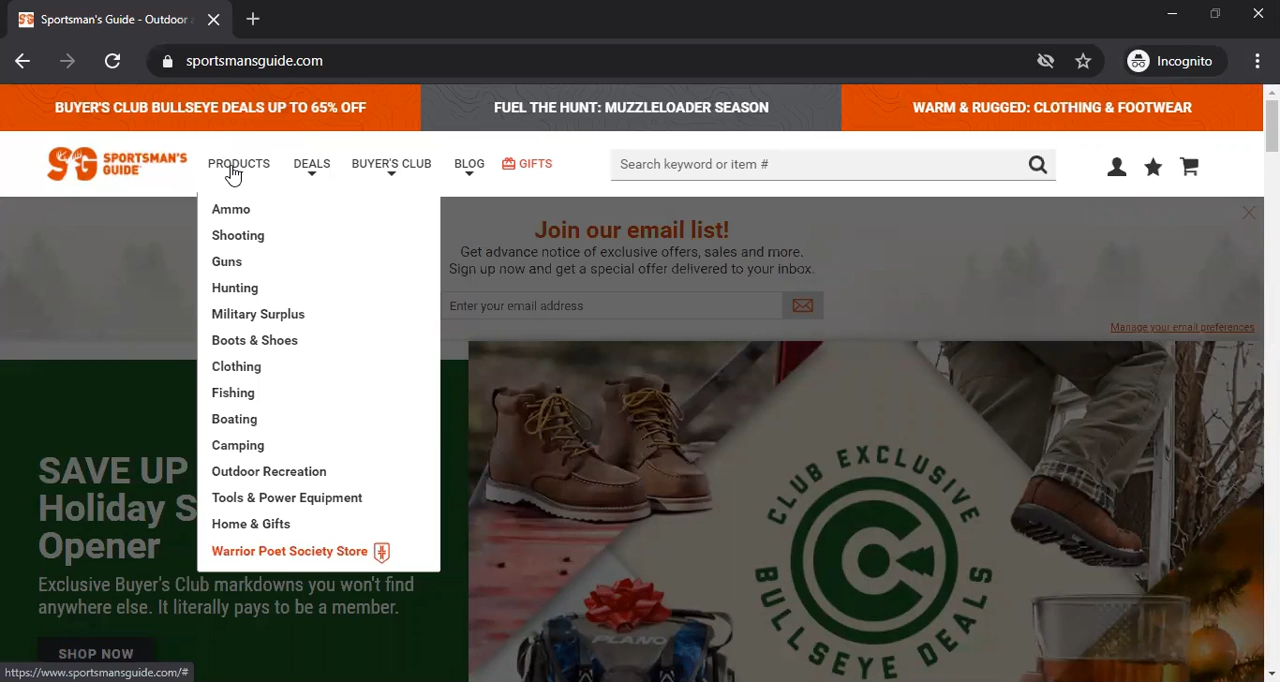 Sportsman's Guide - Outdoor
sportsmansguide.com
Incognito
BUYER'S CLUB BULLSEYE DEALS UP TO 65% OFF
FUEL THE HUNT: MUZZLELOADER SEASON
WARM & RUGGED: CLOTHING & FOOTWEAR
SG SPORTSMAN'S GUIDE
PRODUCTS
DEALS
BUYER'S CLUB
BLOG
GIFTS
Search keyword or item #
Ammo
Shooting
Guns
Hunting
Military Surplus
Boots & Shoes
Clothing
Fishing
Boating
Camping
Outdoor Recreation
Tools & Power Equipment
Home & Gifts
Warrior Poet Society Store
Join our email list!
Get advance notice of exclusive offers, sales and more.
Sign up now and get a special offer delivered to your inbox.
Enter your email address
Manage your email preferences
SAVE UP
Holiday S
Opener
Exclusive Buyer's Club markdowns you won't find
anywhere else. It literally pays to be a member.
SHOP NOW
CLUB EXCLUSIVE
C
BULLSEYE DEALS
PLANO
https://www.sportsmansguide.com/#